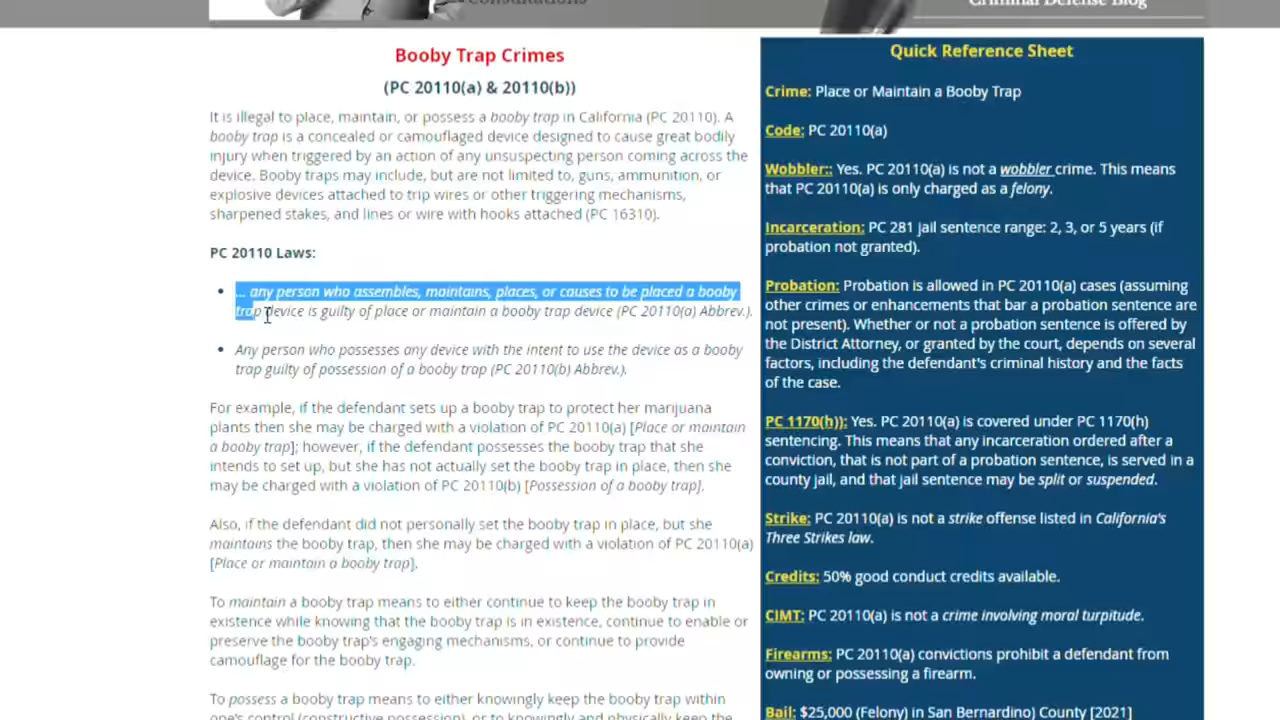 Consultations
Criminal Defense Blog
Booby Trap Crimes
(PC 20110(a) & 20110(b))
It is illegal to place, maintain, or possess a booby trap in California (PC 20110). A
booby trap is a concealed or camouflaged device designed to cause great bodily
injury when triggered by an action of any unsuspecting person coming across the
device. Booby traps may include, but are not limited to, guns, ammunition, or
explosive devices attached to trip wires or other triggering mechanisms,
sharpened stakes, and lines or wire with hooks attached (PC 16310).
PC 20110 Laws:
• ... any person who assembles, maintains, places, or causes to be placed a booby
trap device is guilty of place or maintain a booby trap device (PC 20110(a) Abbrev.).
• Any person who possesses any device with the intent to use the device as a booby
trap guilty of possession of a booby trap (PC 20110(b) Abbrev.).
For example, if the defendant sets up a booby trap to protect her marijuana
plants then she may be charged with a violation of PC 20110(a) [Place or maintain
a booby trap]; however, if the defendant possesses the booby trap that she
intends to set up, but she has not actually set the booby trap in place, then she
may be charged with a violation of PC 20110(b) [Possession of a booby trap].
Also, if the defendant did not personally set the booby trap in place, but she
maintains the booby trap, then she may be charged with a violation of PC 20110(a)
[Place or maintain a booby trap].
To maintain a booby trap means to either continue to keep the booby trap in
existence while knowing that the booby trap is in existence, continue to enable or
preserve the booby trap's engaging mechanisms, or continue to provide
camouflage for the booby trap.
To possess a booby trap means to either knowingly keep the booby trap within
one's control (constructive possession), or to knowingly and physically keep the
Quick Reference Sheet
Crime: Place or Maintain a Booby Trap
Code: PC 20110(a)
Wobbler:: Yes. PC 20110(a) is not a wobbler crime. This means
that PC 20110(a) is only charged as a felony.
Incarceration: PC 281 jail sentence range: 2, 3, or 5 years (if
probation not granted).
Probation: Probation is allowed in PC 20110(a) cases (assuming
other crimes or enhancements that bar a probation sentence are
not present). Whether or not a probation sentence is offered by
the District Attorney, or granted by the court, depends on several
factors, including the defendant's criminal history and the facts
of the case.
PC 1170(h)): Yes. PC 20110(a) is covered under PC 1170(h)
sentencing. This means that any incarceration ordered after a
conviction, that is not part of a probation sentence, is served in a
county jail, and that jail sentence may be split or suspended.
Strike: PC 20110(a) is not a strike offense listed in California's
Three Strikes law.
Credits: 50% good conduct credits available.
CIMT: PC 20110(a) is not a crime involving moral turpitude.
Firearms: PC 20110(a) convictions prohibit a defendant from
owning or possessing a firearm.
Bail: $25,000 (Felony) in San Bernardino) County [2021]